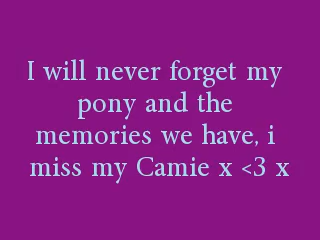 I will never forget my
pony and the
memories we have, i
miss my Camie x <3 x